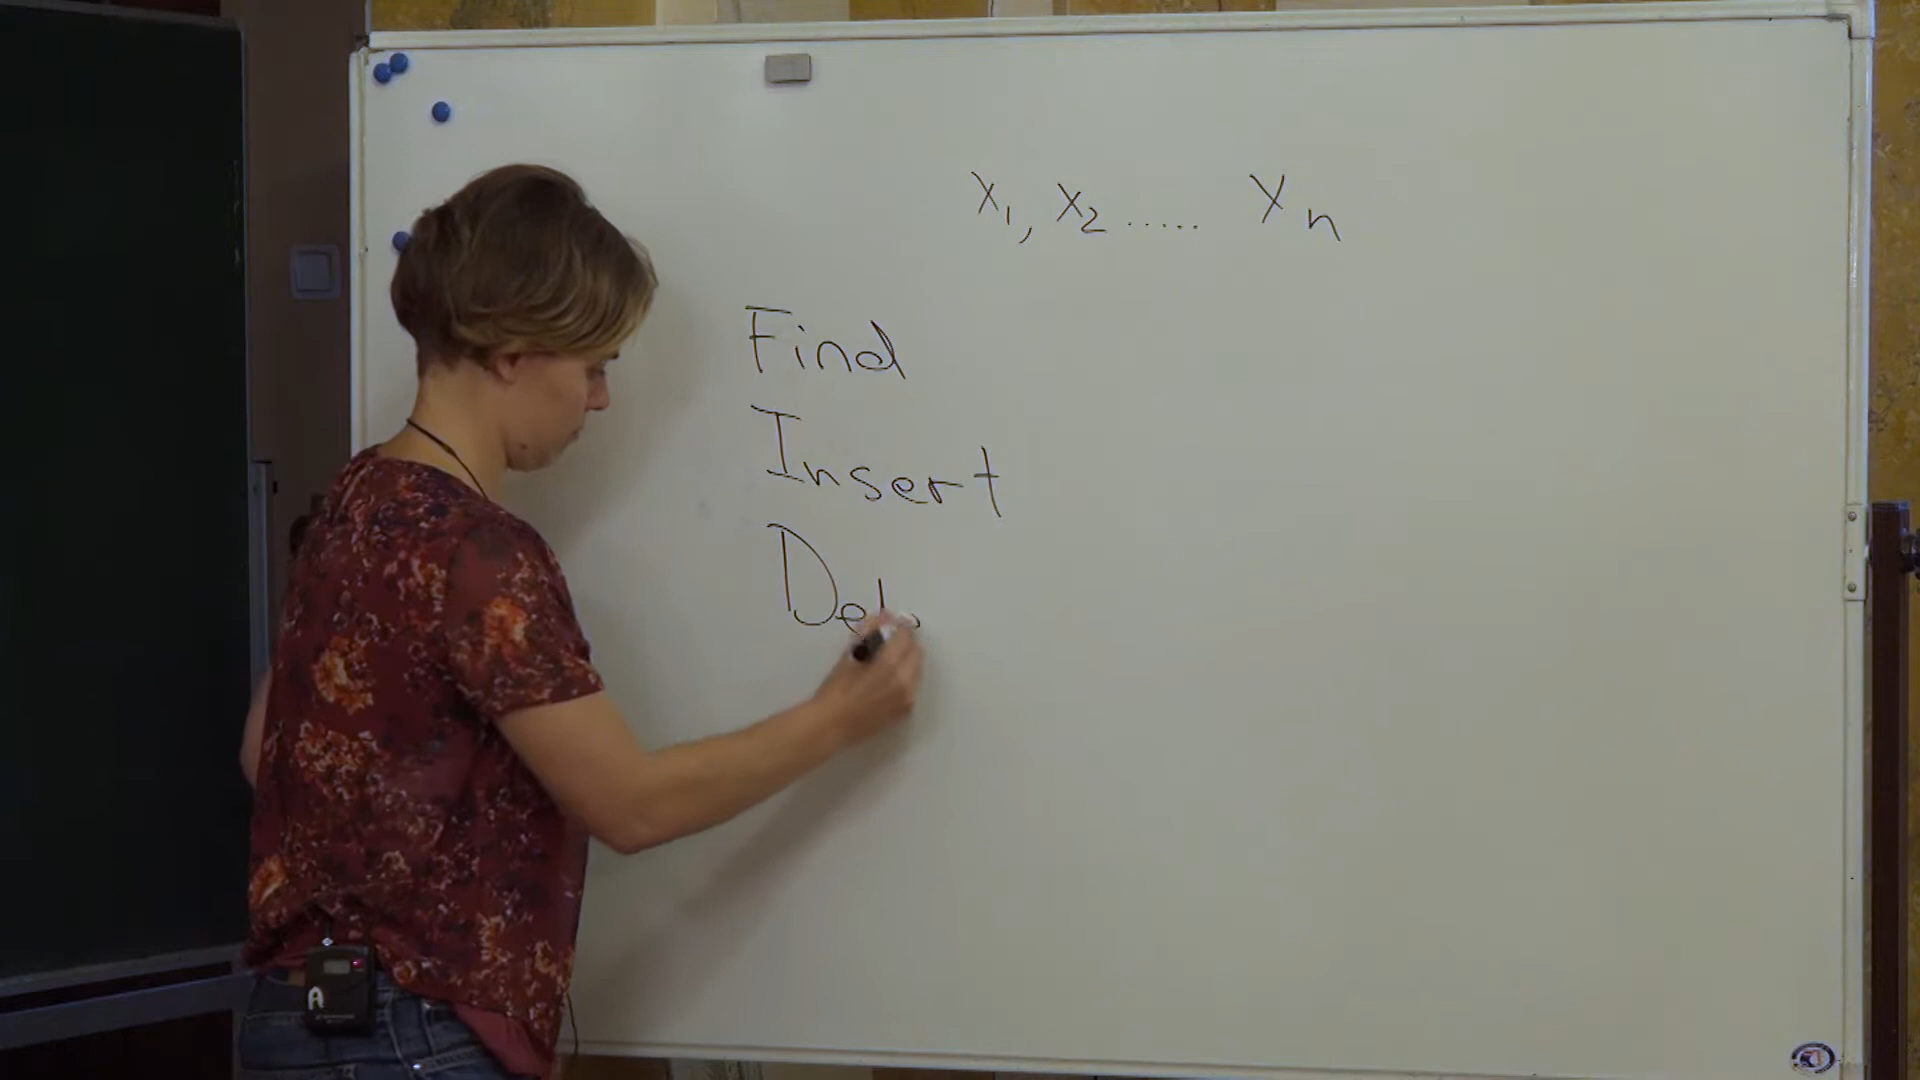 x₁, x₂ ..... xₙ
Find
Insert
Del
A